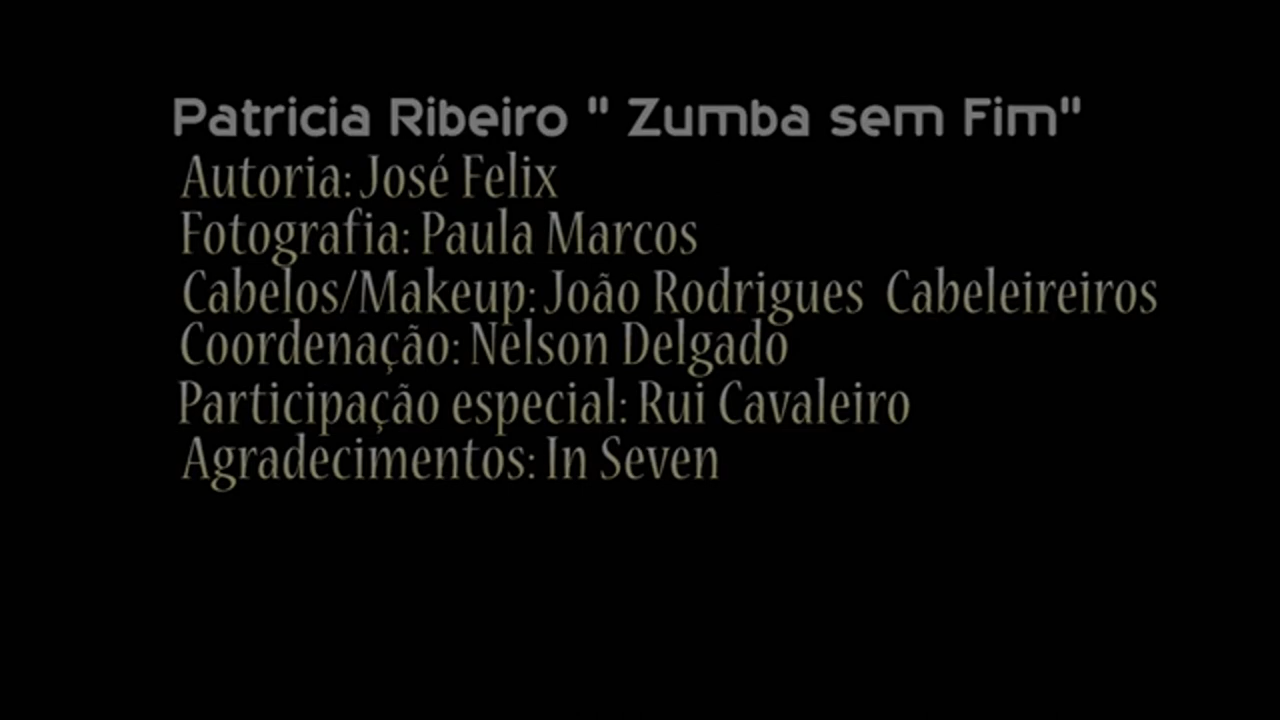 Patricia Ribeiro " Zumba sem Fim"
Autoria: José Felix
Fotografia: Paula Marcos
Cabelos/Makeup: João Rodrigues Cabeleireiros
Coordenação: Nelson Delgado
Participação especial: Rui Cavaleiro
Agradecimentos: In Seven